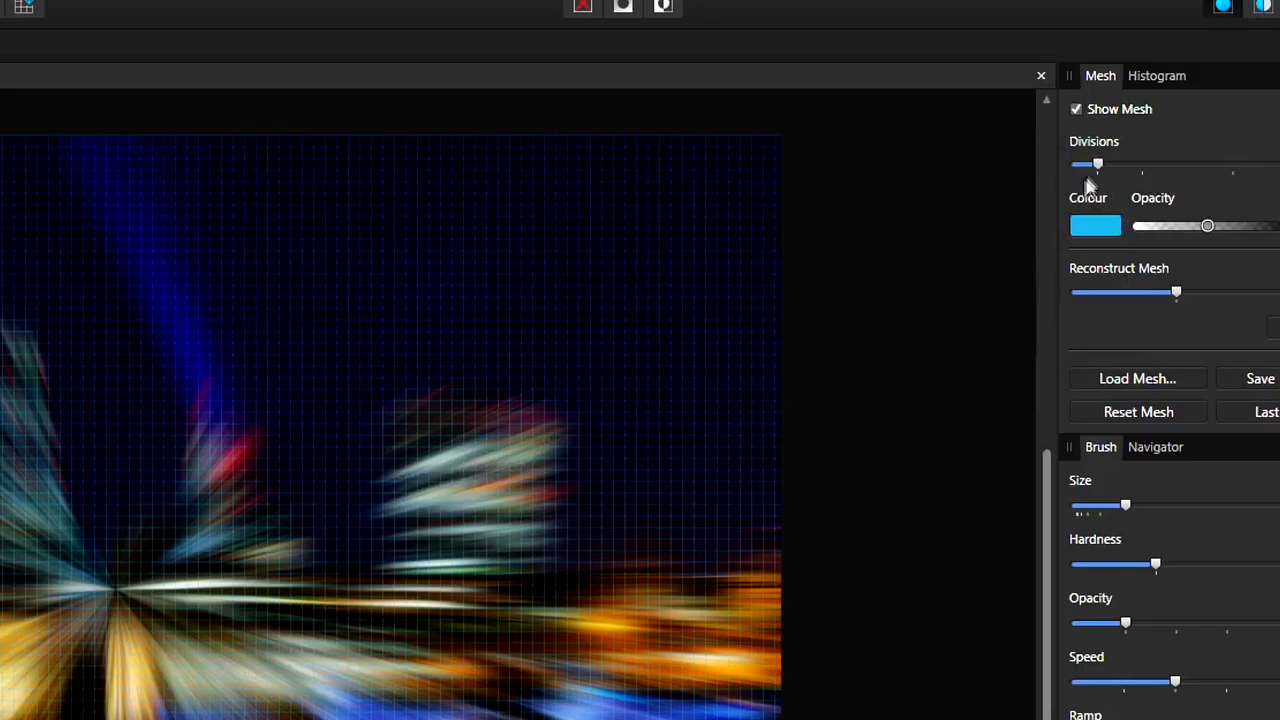 Mesh Histogram
Show Mesh
Divisions
Colour Opacity
Reconstruct Mesh
Load Mesh... Save
Reset Mesh Last
Brush Navigator
Size
Hardness
Opacity
Speed
Ramp